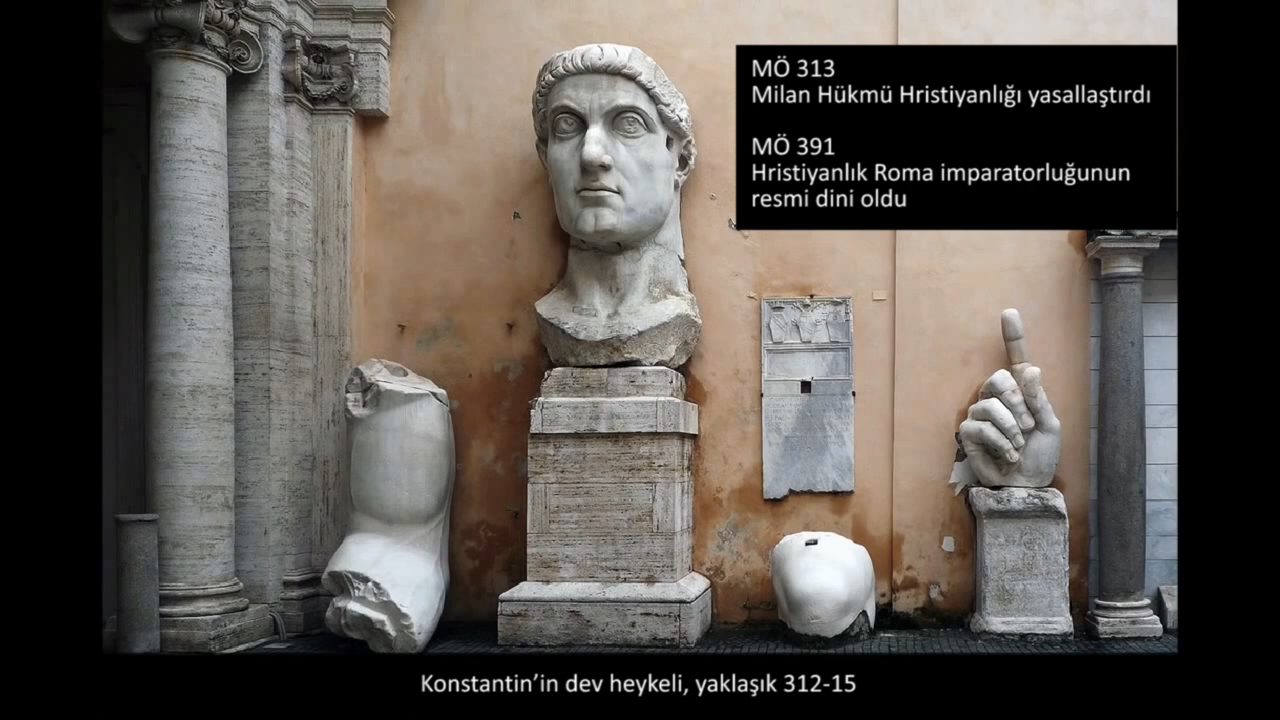 MÖ 313
Milan Hükmü Hristiyanlığı yasallaştırdı
MÖ 391
Hristiyanlık Roma imparatorluğunun
resmi dini oldu
Konstantin’in dev heykeli, yaklaşık 312-15